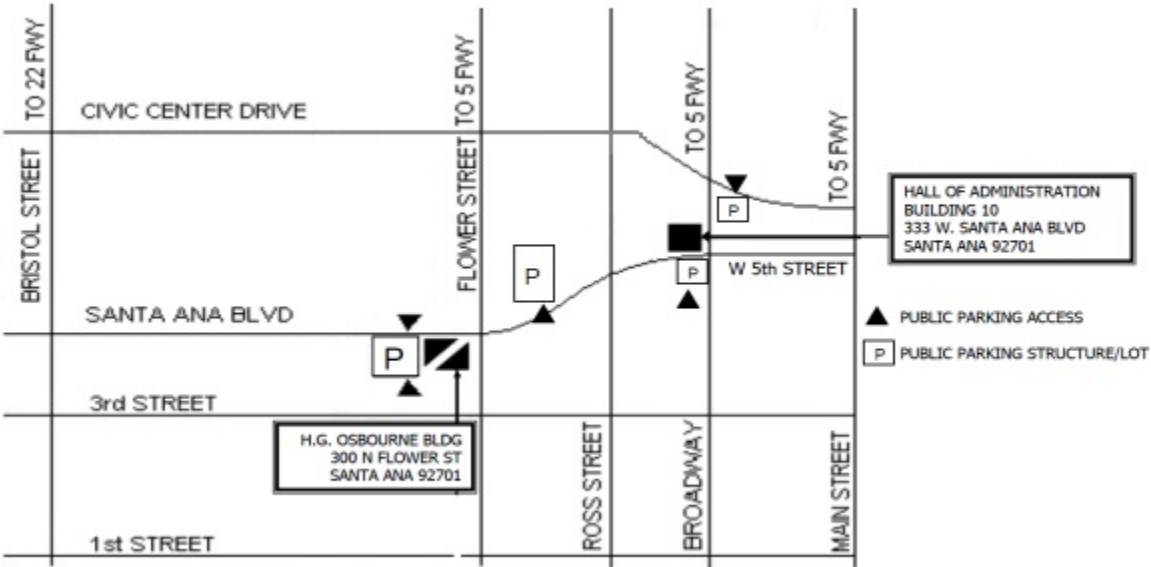 TO 22 FWY
TO 5 FWY
TO 5 FWY
TO 5 FWY
CIVIC CENTER DRIVE
BRISTOL STREET
FLOWER STREET
HALL OF ADMINISTRATION
BUILDING 10
333 W. SANTA ANA BLVD
SANTA ANA 92701
P
P
P
W 5th STREET
SANTA ANA BLVD
PUBLIC PARKING ACCESS
P
P PUBLIC PARKING STRUCTURE/LOT
3rd STREET
H.G. OSBOURNE BLDG
300 N FLOWER ST
SANTA ANA 92701
ROSS STREET
BROADWAY
MAIN STREET
1st STREET